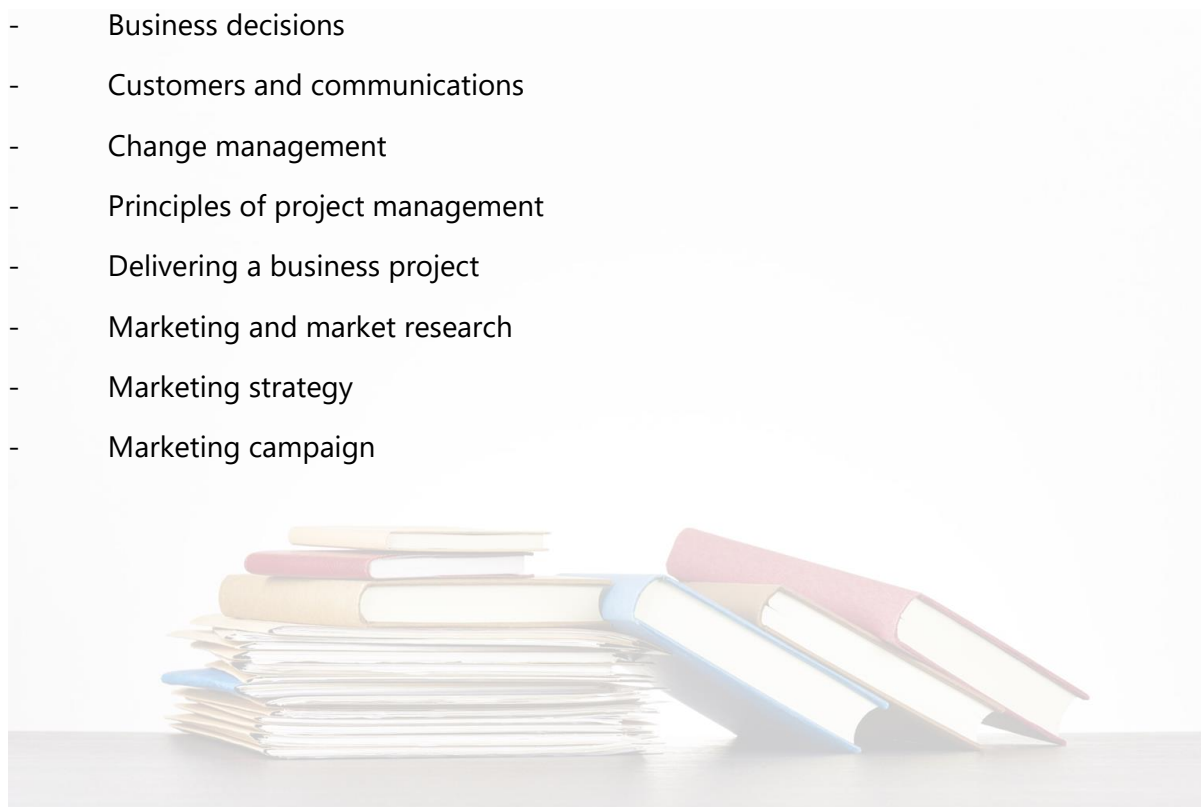 - Business decisions
- Customers and communications
- Change management
- Principles of project management
- Delivering a business project
- Marketing and market research
- Marketing strategy
- Marketing campaign